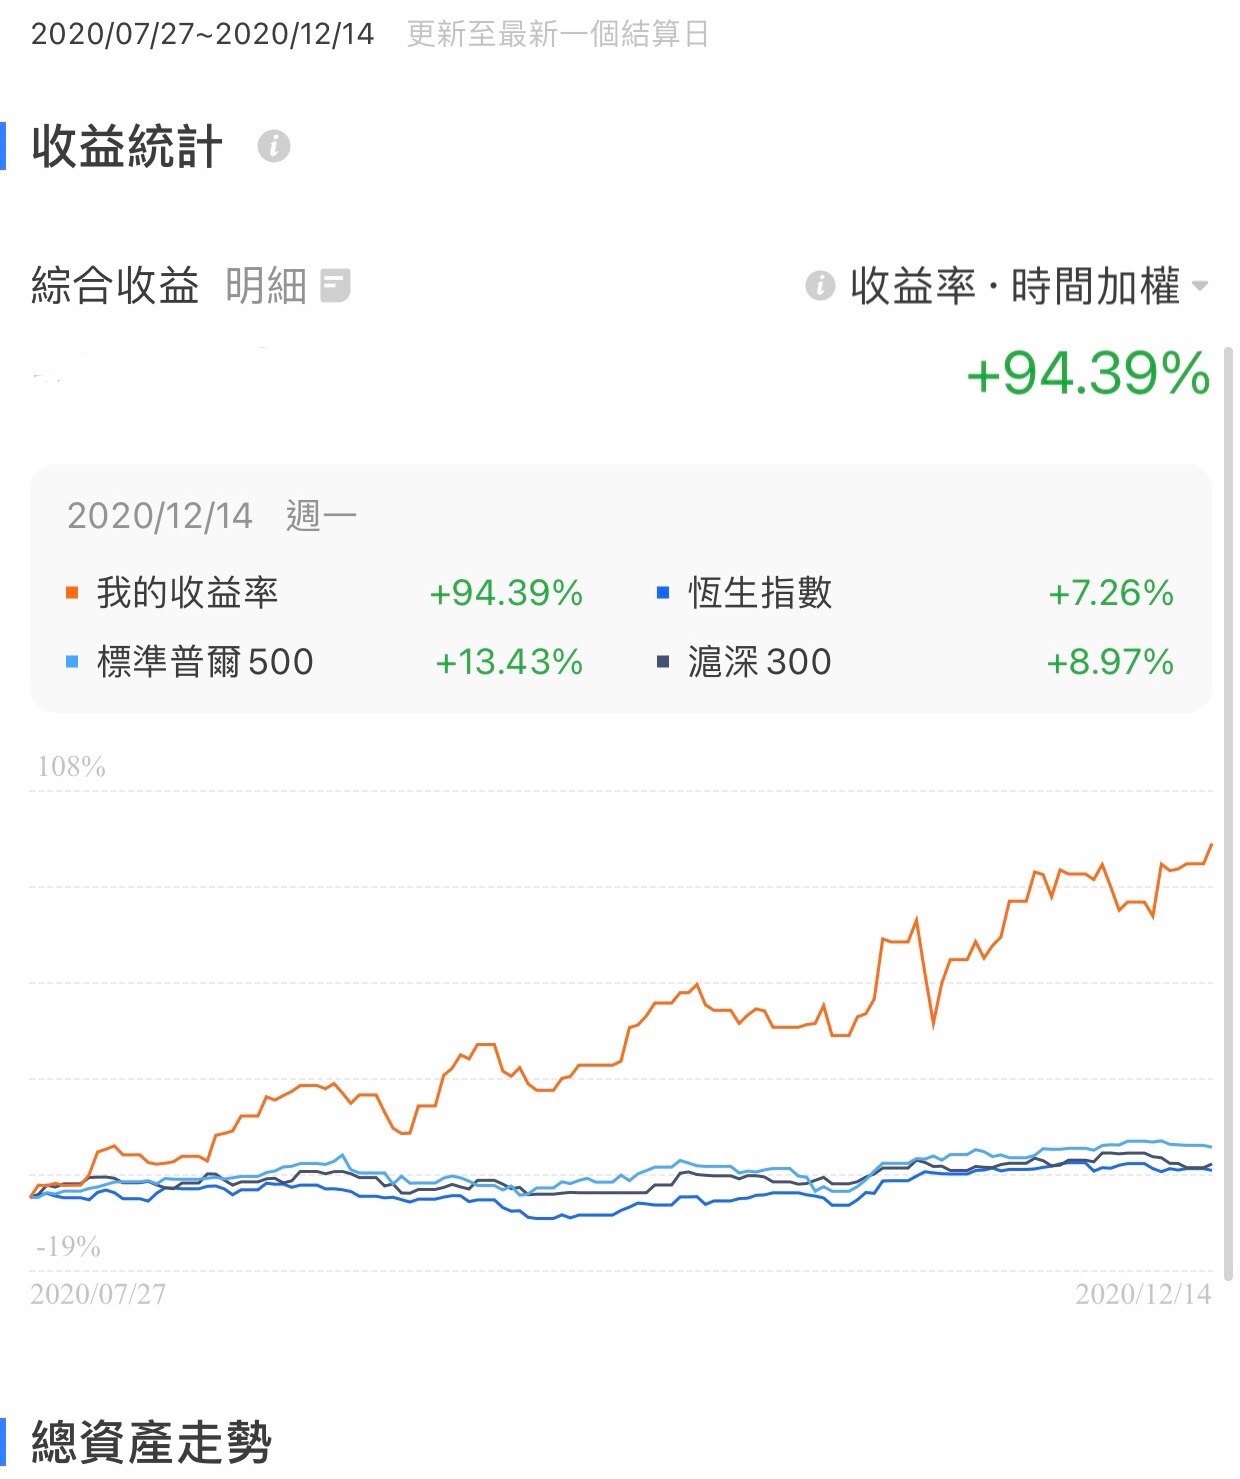 2020/07/27~2020/12/14 更新至最新一個結算日
收益統計
綜合收益 明細 收益率·時間加權
+94.39%
2020/12/14 週一
我的收益率 +94.39% 恆生指數 +7.26%
標準普爾500 +13.43% 滬深300 +8.97%
108%
-19%
2020/07/27 2020/12/14
總資產走勢